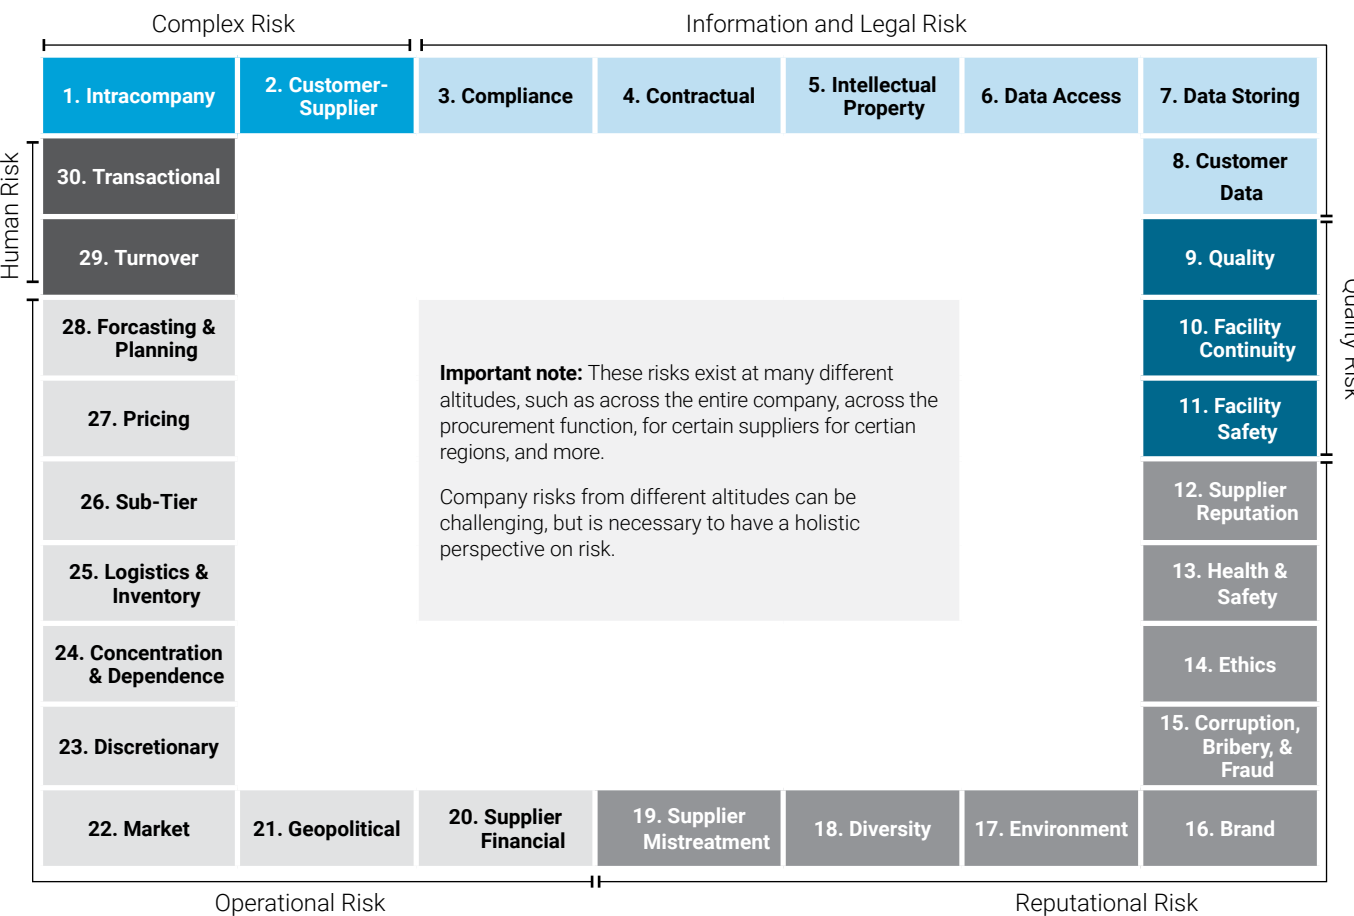 Complex Risk
Information and Legal Risk
1. Intracompany
2. Customer-
Supplier
3. Compliance
4. Contractual
5. Intellectual
Property
6. Data Access
7. Data Storing
Human Risk
30. Transactional
8. Customer
Data
29. Turnover
9. Quality
Quality Risk
28. Forcasting &
Planning
10. Facility
Continuity
27. Pricing
11. Facility
Safety
Important note: These risks exist at many different
altitudes, such as across the entire company, across the
procurement function, for certain suppliers for certian
regions, and more.
Company risks from different altitudes can be
challenging, but is necessary to have a holistic
perspective on risk.
26. Sub-Tier
12. Supplier
Reputation
25. Logistics &
Inventory
13. Health &
Safety
24. Concentration
& Dependence
14. Ethics
23. Discretionary
15. Corruption,
Bribery, &
Fraud
22. Market
21. Geopolitical
20. Supplier
Financial
19. Supplier
Mistreatment
18. Diversity
17. Environment
16. Brand
Operational Risk
Reputational Risk